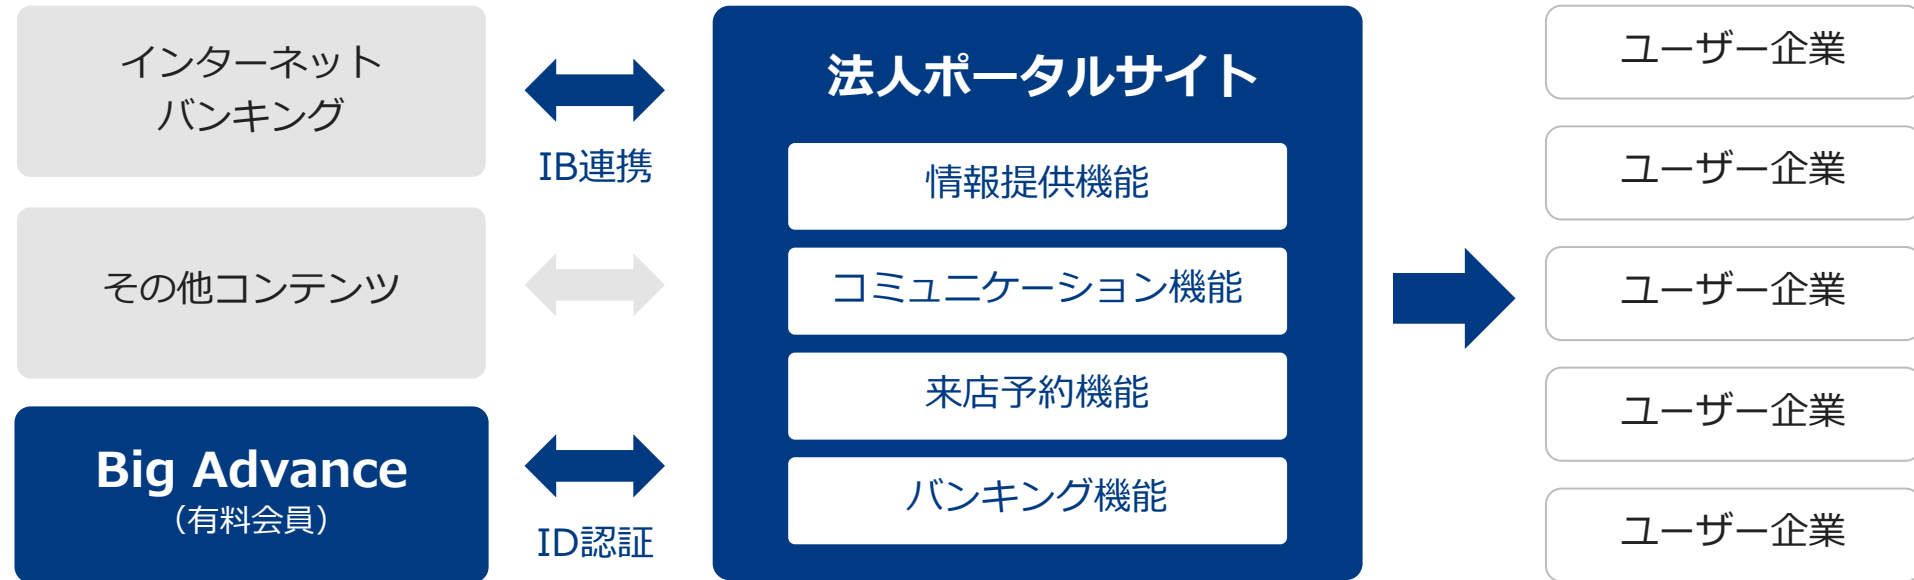 インターネット
バンキング
その他コンテンツ
Big Advance
（有料会員）
IB連携
ID認証
法人ポータルサイト
情報提供機能
コミュニケーション機能
来店予約機能
バンキング機能
ユーザー企業
ユーザー企業
ユーザー企業
ユーザー企業
ユーザー企業